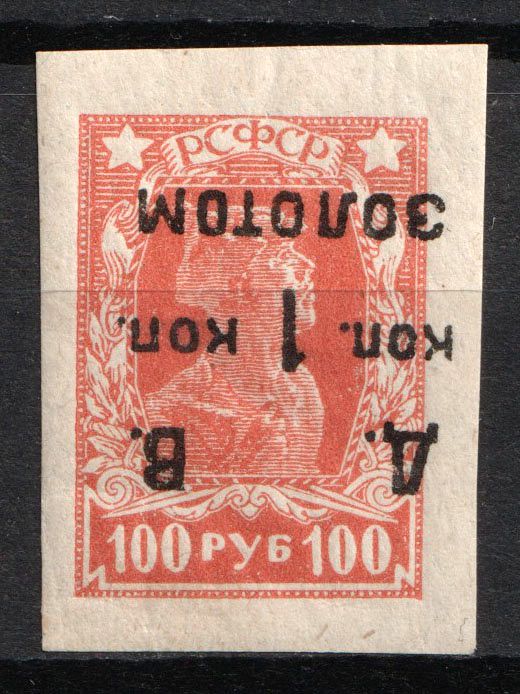 РСФСР
100 РУБ 100
Д. В.
коп. 1 коп.
ЗОЛОТОМ